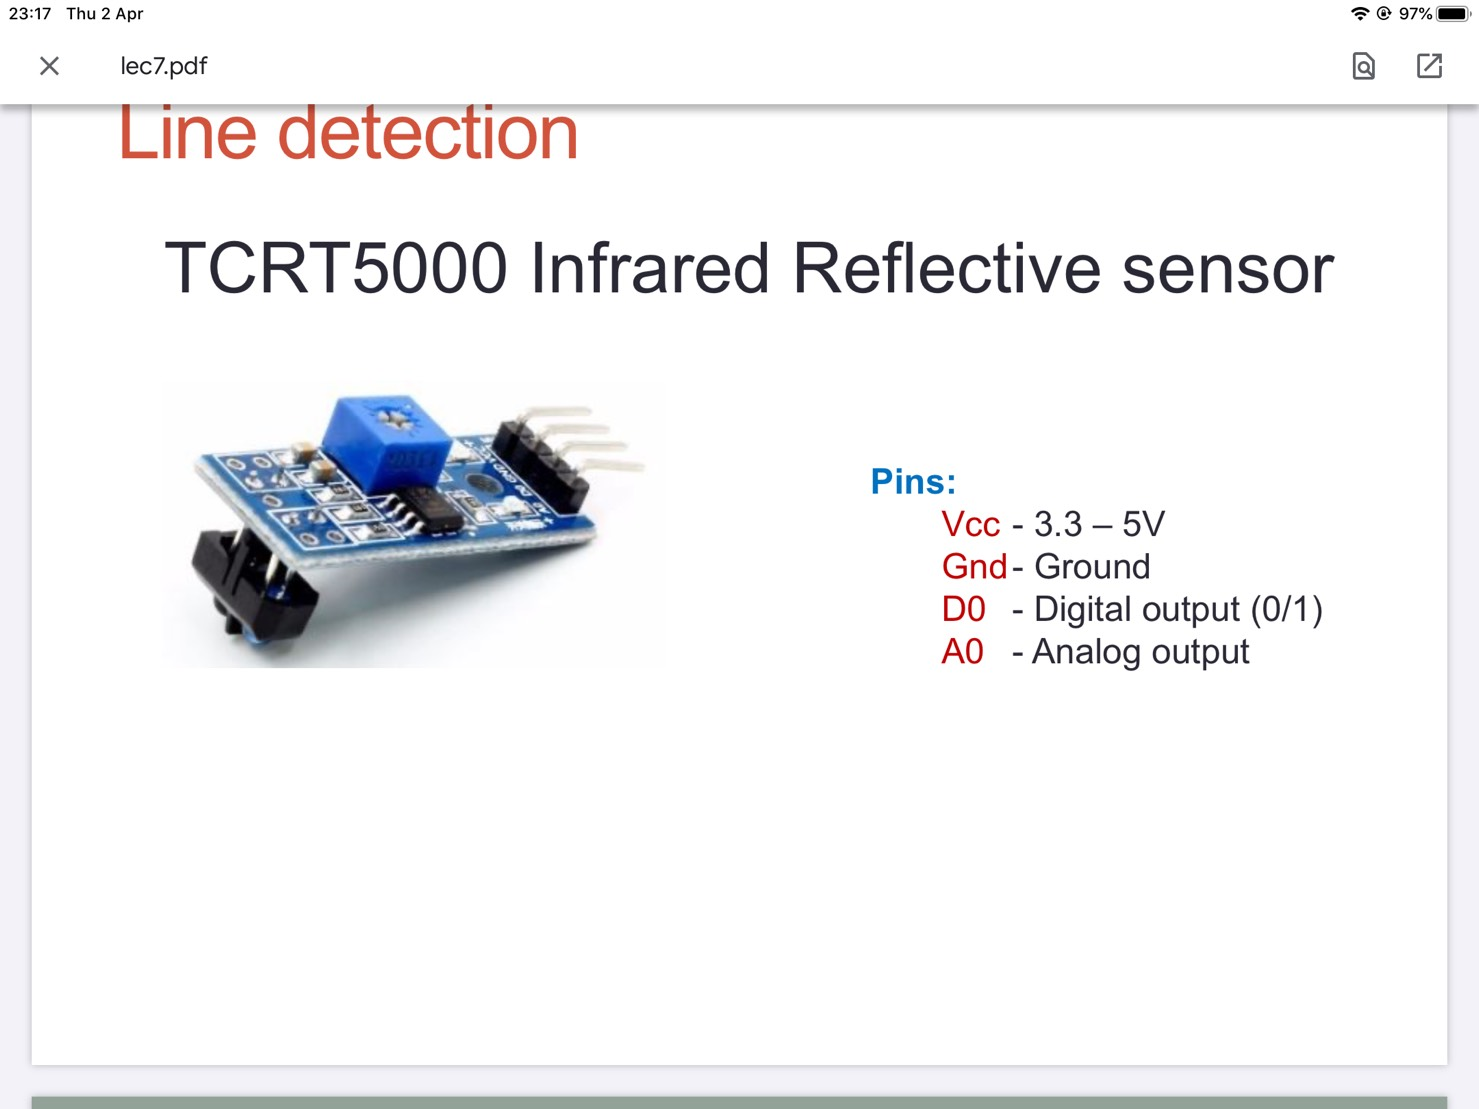 23:17 Thu 2 Apr
97%
lec7.pdf
Line detection
TCRT5000 Infrared Reflective sensor
Pins:
Vcc - 3.3 – 5V
Gnd - Ground
D0 - Digital output (0/1)
A0 - Analog output